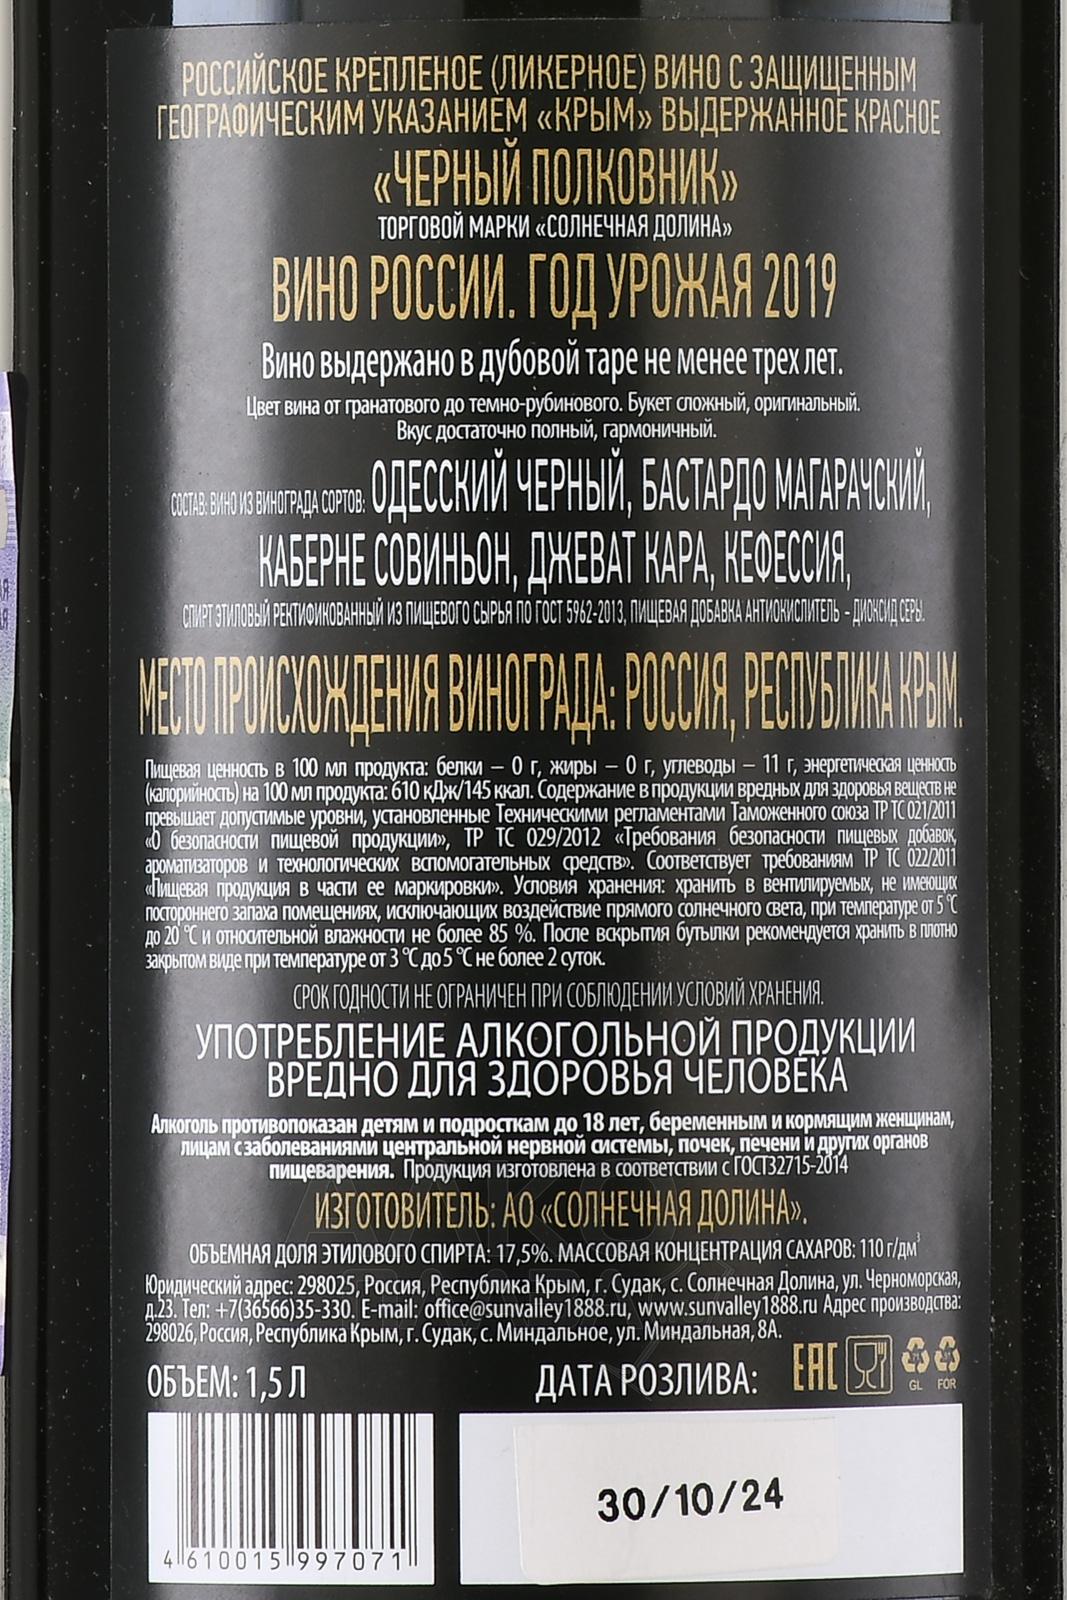 РОССИЙСКОЕ КРЕПЛЕНОЕ (ЛИКЕРНОЕ) ВИНО С ЗАЩИЩЕННЫМ
ГЕОГРАФИЧЕСКИМ УКАЗАНИЕМ «КРЫМ» ВЫДЕРЖАННОЕ КРАСНОЕ
«ЧЕРНЫЙ ПОЛКОВНИК»
ТОРГОВОЙ МАРКИ «СОЛНЕЧНАЯ ДОЛИНА»
ВИНО РОССИИ. ГОД УРОЖАЯ 2019
Вино выдержано в дубовой таре не менее трех лет.
Цвет вина от гранатового до темно-рубинового. Букет сложный, оригинальный.
Вкус достаточно полный, гармоничный.
СОСТАВ: ВИНО ИЗ ВИНОГРАДА СОРТОВ: ОДЕССКИЙ ЧЕРНЫЙ, БАСТАРДО МАГАРАЧСКИЙ,
КАБЕРНЕ СОВИНЬОН, ДЖЕВАТ КАРА, КЕФЕССИЯ,
СПИРТ ЭТИЛОВЫЙ РЕКТИФИКОВАННЫЙ ИЗ ПИЩЕВОГО СЫРЬЯ ПО ГОСТ 5962-2013, ПИЩЕВАЯ ДОБАВКА АНТИОКИСЛИТЕЛЬ - ДИОКСИД СЕРЫ.
МЕСТО ПРОИСХОЖДЕНИЯ ВИНОГРАДА: РОССИЯ, РЕСПУБЛИКА КРЫМ.
Пищевая ценность в 100 мл продукта: белки – 0 г, жиры – 0 г, углеводы – 11 г, энергетическая ценность
(калорийность) на 100 мл продукта: 610 кДж/145 ккал. Содержание в продукции вредных для здоровья веществ не
превышает допустимые уровни, установленные Техническими регламентами Таможенного союза ТР ТС 021/2011
«О безопасности пищевой продукции», ТР ТС 029/2012 «Требования безопасности пищевых добавок,
ароматизаторов и технологических вспомогательных средств». Соответствует требованиям ТР ТС 022/2011
«Пищевая продукция в части ее маркировки». Условия хранения: хранить в вентилируемых, не имеющих
постороннего запаха помещениях, исключающих воздействие прямого солнечного света, при температуре от 5 °С
до 20 °С и относительной влажности не более 85 %. После вскрытия бутылки рекомендуется хранить в плотно
закрытом виде при температуре от 3 °С до 5 °С не более 2 суток.
СРОК ГОДНОСТИ НЕ ОГРАНИЧЕН ПРИ СОБЛЮДЕНИИ УСЛОВИЙ ХРАНЕНИЯ.
УПОТРЕБЛЕНИЕ АЛКОГОЛЬНОЙ ПРОДУКЦИИ
ВРЕДНО ДЛЯ ЗДОРОВЬЯ ЧЕЛОВЕКА
Алкоголь противопоказан детям и подросткам до 18 лет, беременным и кормящим женщинам,
лицам с заболеваниями центральной нервной системы, почек, печени и других органов
пищеварения. Продукция изготовлена в соответствии с ГОСТ32715-2014
ИЗГОТОВИТЕЛЬ: АО «СОЛНЕЧНАЯ ДОЛИНА».
ОБЪЕМНАЯ ДОЛЯ ЭТИЛОВОГО СПИРТА: 17,5%. МАССОВАЯ КОНЦЕНТРАЦИЯ САХАРОВ: 110 г/дм³
Юридический адрес: 298025, Россия, Республика Крым, г. Судак, с. Солнечная Долина, ул. Черноморская,
д.23. Тел: +7(36566)35-330. E-mail: office@sunvalley1888.ru, www.sunvalley1888.ru Адрес производства:
298026, Россия, Республика Крым, г. Судак, с. Миндальное, ул. Миндальная, 8А.
ОБЪЕМ: 1,5 Л
ДАТА РОЗЛИВА:
EAC
GL FOR
30/10/24
4 610015 997071